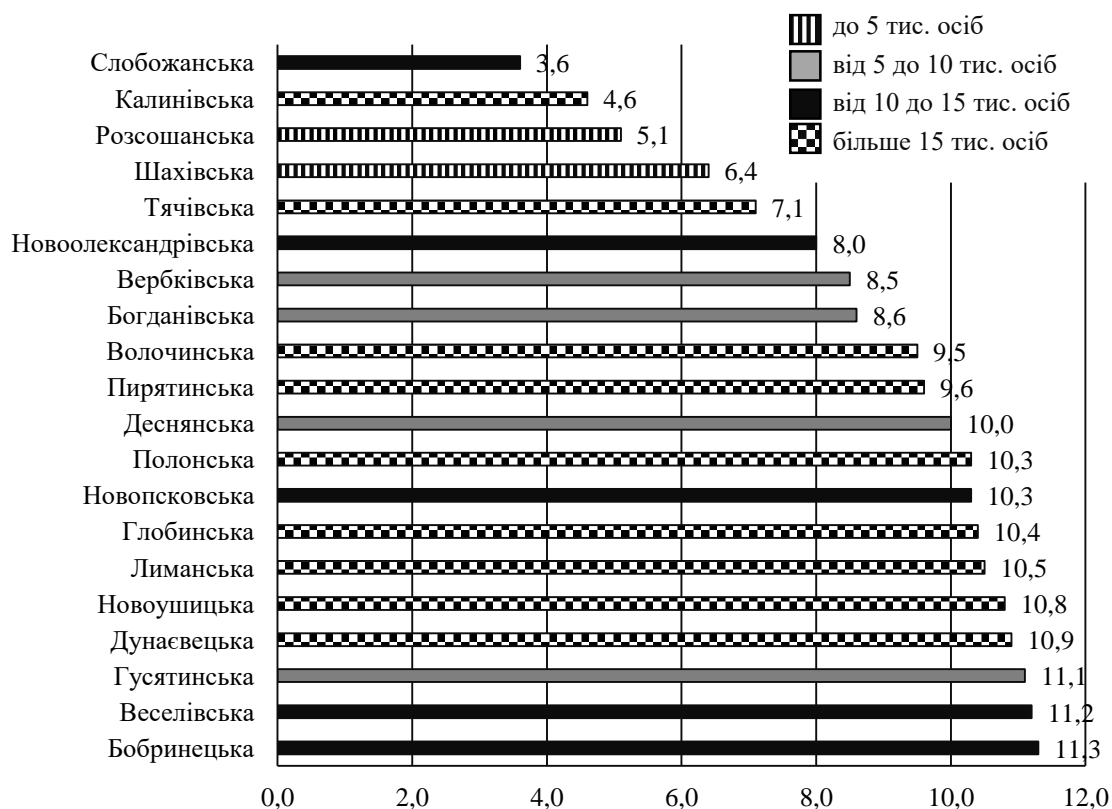 до 5 тис. осіб
від 5 до 10 тис. осіб
від 10 до 15 тис. осіб
більше 15 тис. осіб
Слобожанська 3,6
Калинівська 4,6
Розсошанська 5,1
Шахівська 6,4
Тячівська 7,1
Новоолександрівська 8,0
Вербківська 8,5
Богданівська 8,6
Волочинська 9,5
Пирятинська 9,6
Деснянська 10,0
Полонська 10,3
Новопсковська 10,3
Глобинська 10,4
Лиманська 10,5
Новоушицька 10,8
Дунаєвецька 10,9
Гусятинська 11,1
Веселівська 11,2
Бобринецька 11,3
0,0 2,0 4,0 6,0 8,0 10,0 12,0